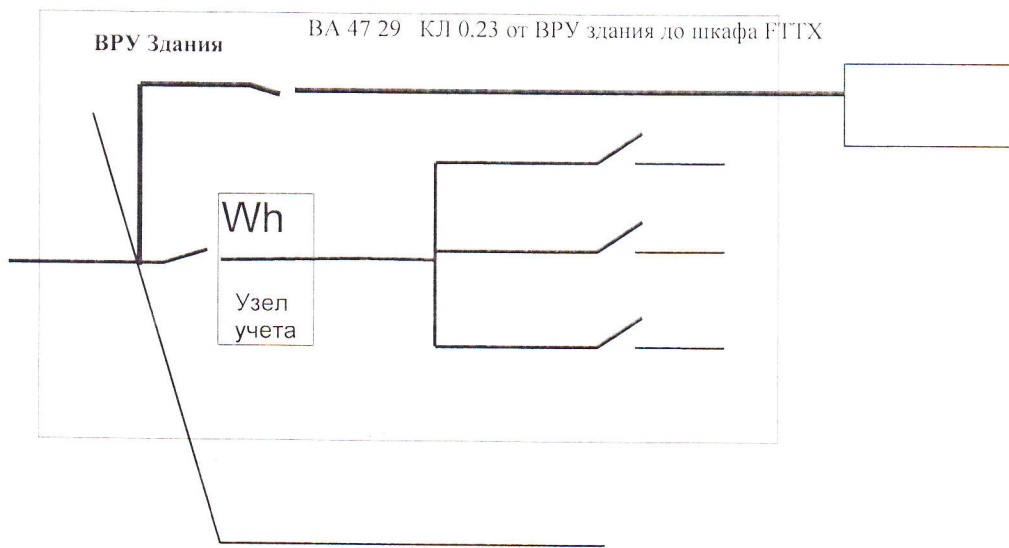 ВРУ Здания
ВА 47 29 КЛ 0.23 от ВРУ здания до шкафа FTTX
Wh
Узел
учета